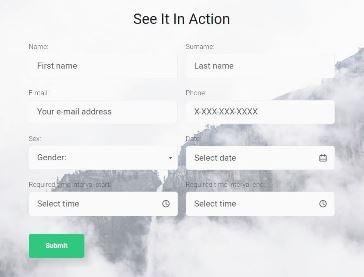 See It In Action
Name: Surname:
First name Last name
E-mail: Phone:
Your e-mail address X-XXX-XXX-XXXX
Sex: Date:
Gender: Select date
Required time interval start: Required time interval end:
Select time Select time
Submit